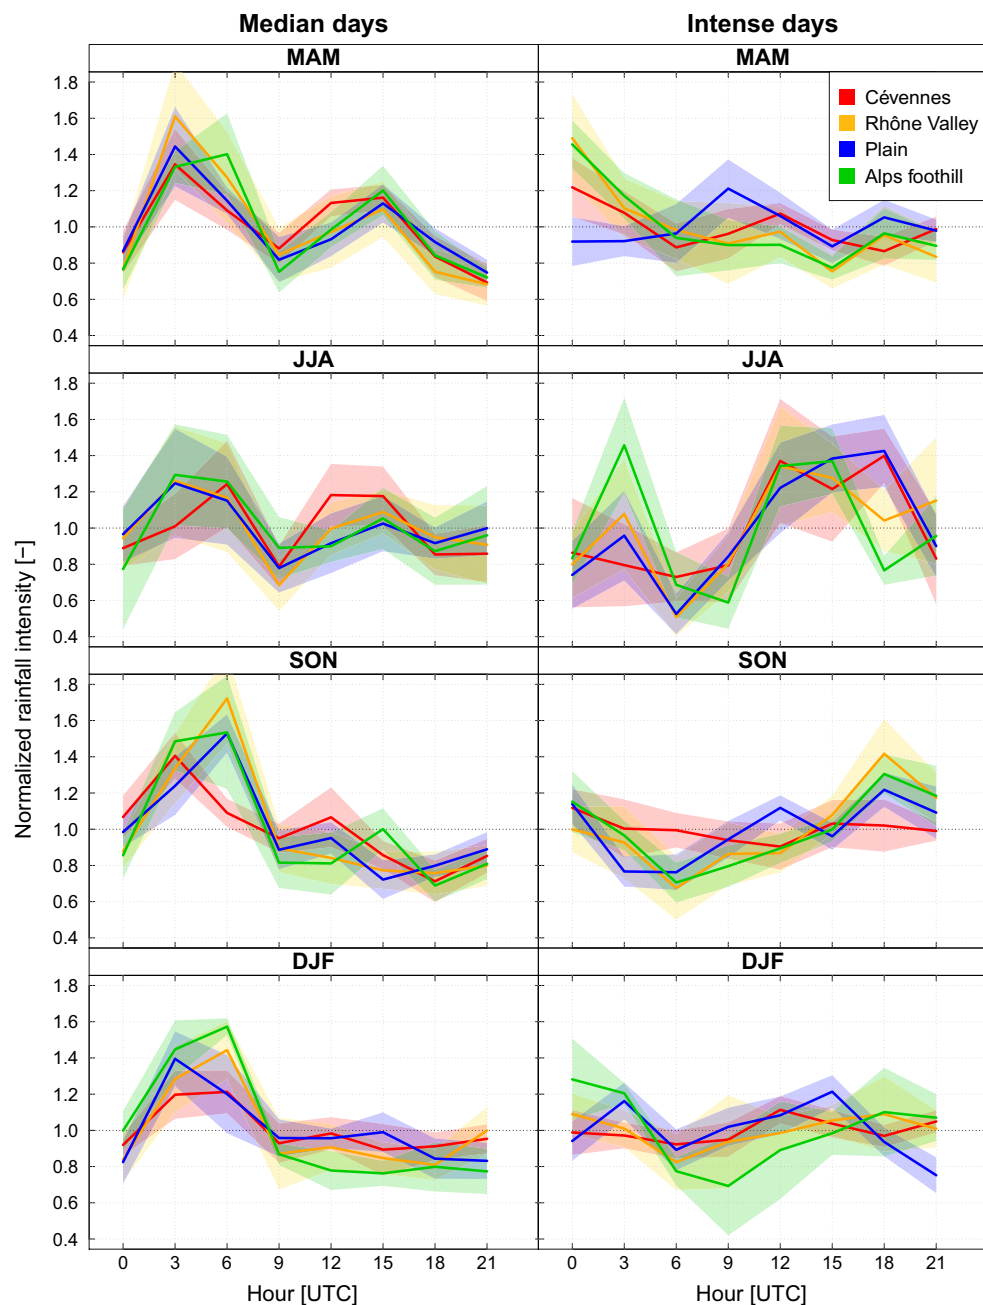 Median days Intense days
MAM MAM
1.8
1.6
1.4
1.2
1.0
0.8
0.6
0.4
Cévennes
Rhône Valley
Plain
Alps foothill
JJA JJA
1.8
1.6
1.4
1.2
1.0
0.8
0.6
0.4
SON SON
1.8
1.6
1.4
1.2
1.0
0.8
0.6
0.4
DJF DJF
1.8
1.6
1.4
1.2
1.0
0.8
0.6
0.4
Normalized rainfall intensity [–]
0 3 6 9 12 15 18 21 0 3 6 9 12 15 18 21
Hour [UTC] Hour [UTC]